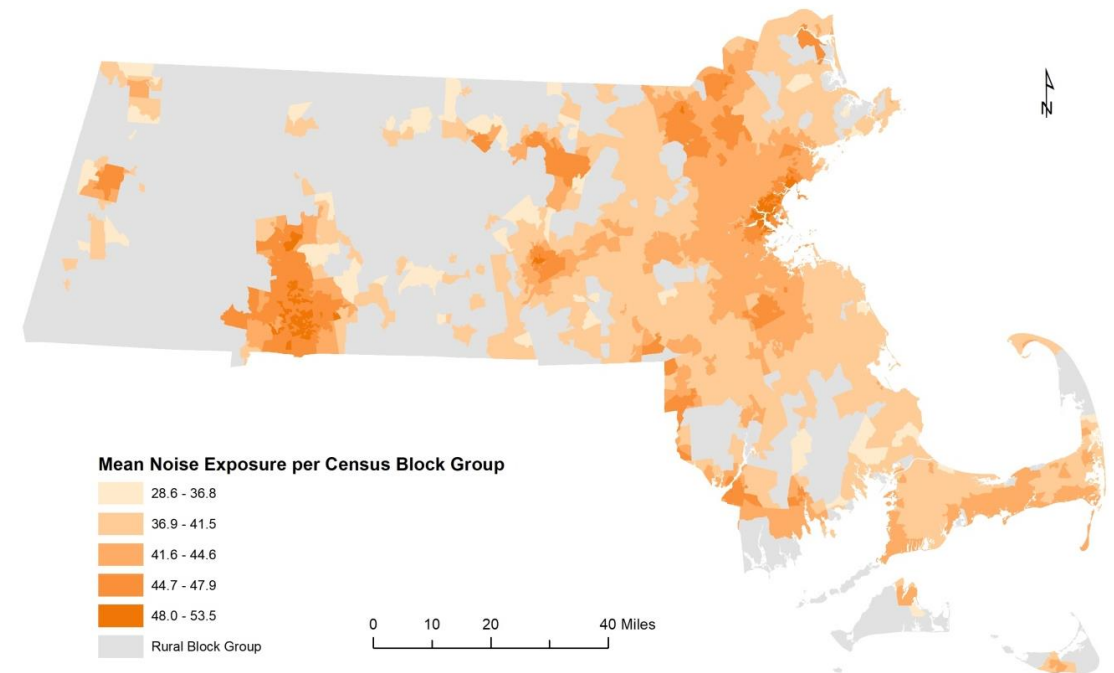 N
Mean Noise Exposure per Census Block Group
28.6 - 36.8
36.9 - 41.5
41.6 - 44.6
44.7 - 47.9
48.0 - 53.5
Rural Block Group
0 10 20 40 Miles